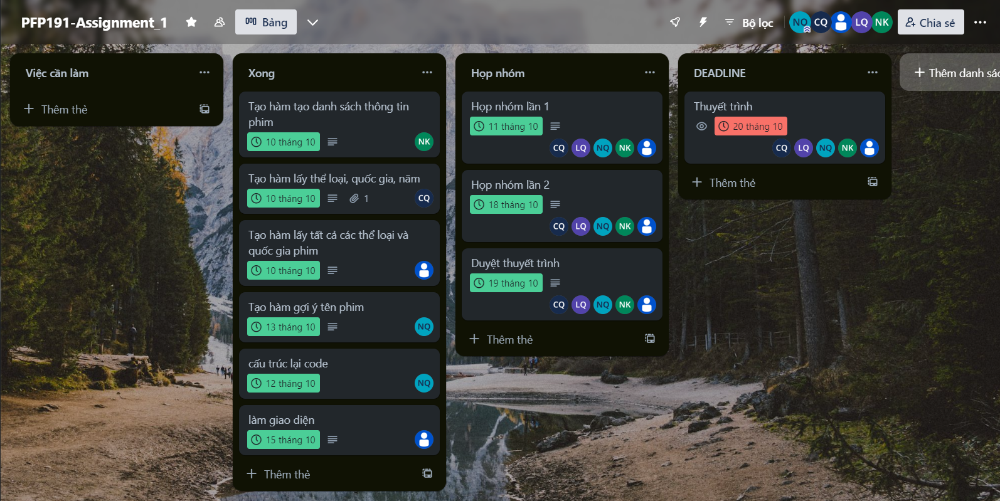 PFP191-Assignment_1
Bảng
Bộ lọc
NQ
CQ
LQ
NK
Chia sẻ
Việc cần làm
Thêm thẻ
Xong
Tạo hàm tạo danh sách thông tin
phim
10 tháng 10
NK
Tạo hàm lấy thể loại, quốc gia, năm
10 tháng 10
1
CQ
Tạo hàm lấy tất cả các thể loại và
quốc gia phim
10 tháng 10
Tạo hàm gợi ý tên phim
13 tháng 10
NQ
cấu trúc lại code
12 tháng 10
NQ
làm giao diện
15 tháng 10
Thêm thẻ
Họp nhóm
Họp nhóm lần 1
11 tháng 10
CQ LQ NQ NK
Họp nhóm lần 2
18 tháng 10
CQ LQ NQ NK
Duyệt thuyết trình
19 tháng 10
CQ LQ NQ NK
Thêm thẻ
DEADLINE
Thuyết trình
20 tháng 10
CQ LQ NQ NK
Thêm thẻ
Thêm danh sác